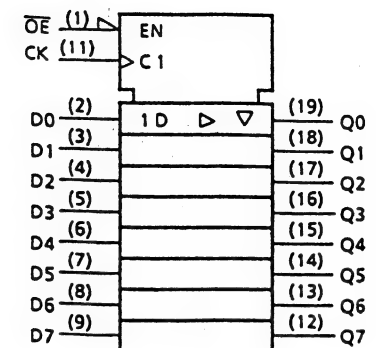 OE (1) EN
CK (11) C1
D0 (2) 1D (19) Q0
D1 (3) (18) Q1
D2 (4) (17) Q2
D3 (5) (16) Q3
D4 (6) (15) Q4
D5 (7) (14) Q5
D6 (8) (13) Q6
D7 (9) (12) Q7